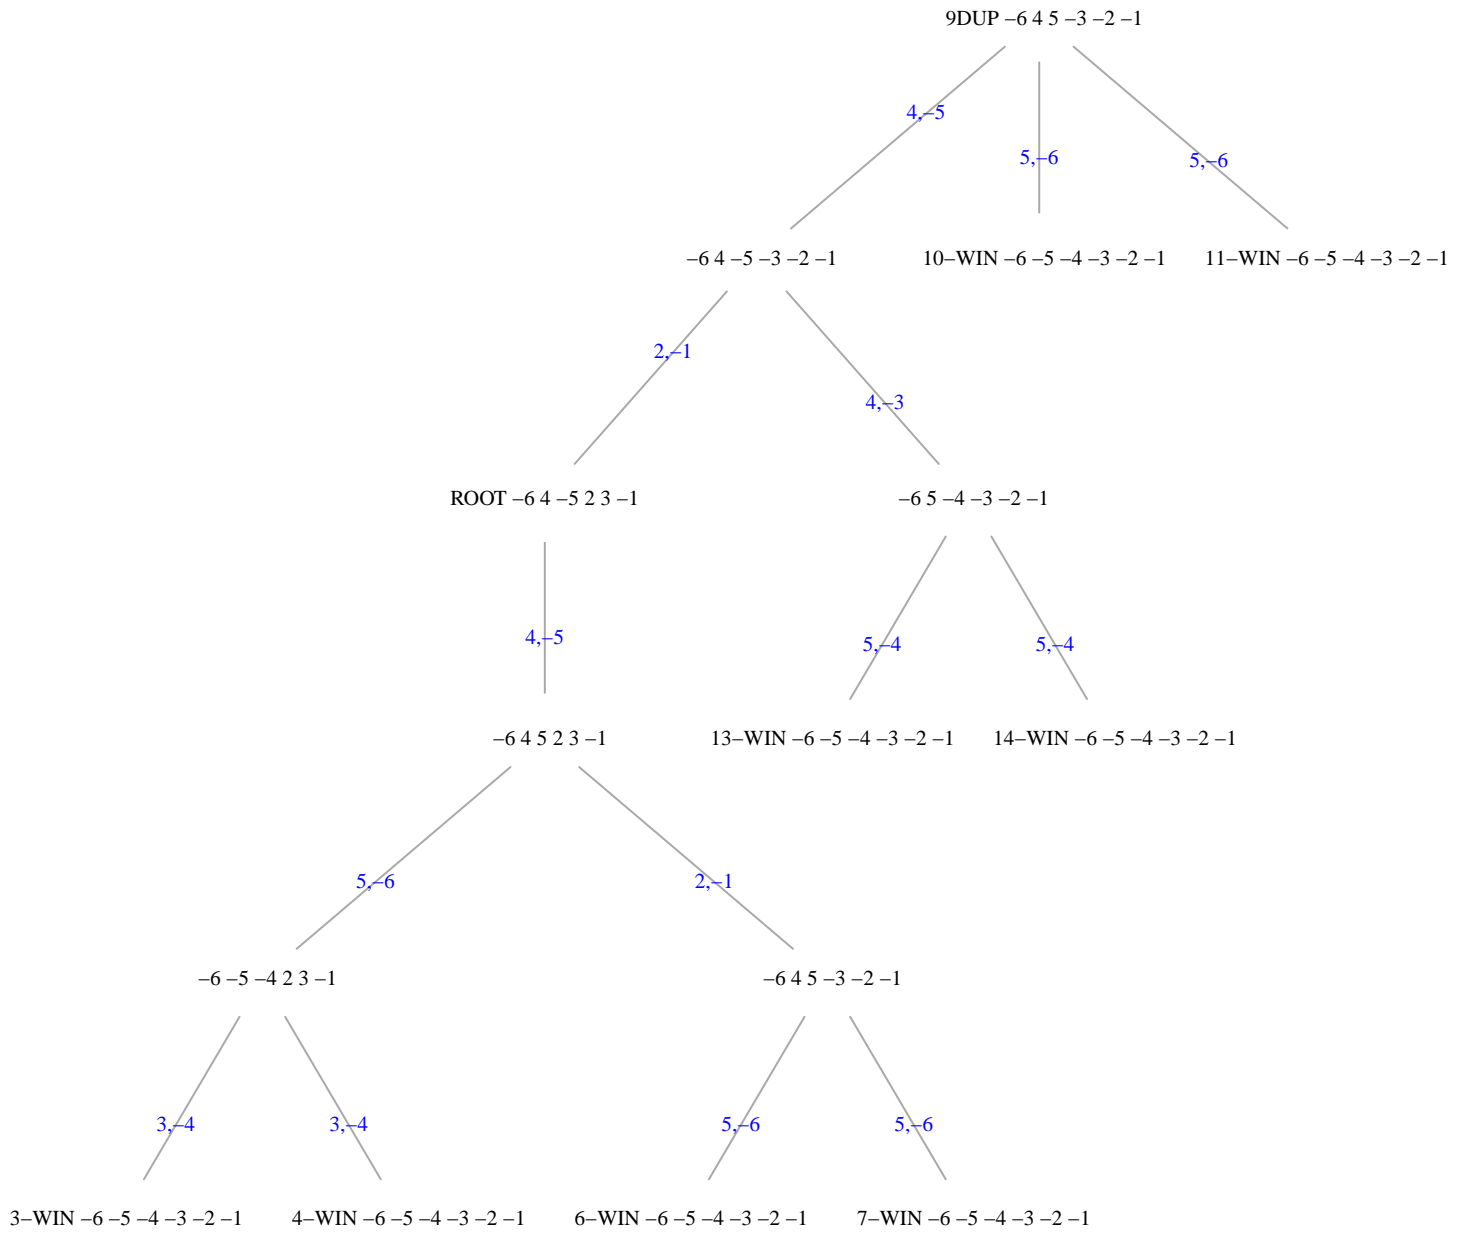 9DUP –6 4 5 –3 –2 –1
4,–5
5,–6
5,–6
–6 4 –5 –3 –2 –1
10–WIN –6 –5 –4 –3 –2 –1
11–WIN –6 –5 –4 –3 –2 –1
2,–1
4,–3
ROOT –6 4 –5 2 3 –1
–6 5 –4 –3 –2 –1
4,–5
5,–4
5,–4
–6 4 5 2 3 –1
13–WIN –6 –5 –4 –3 –2 –1
14–WIN –6 –5 –4 –3 –2 –1
5,–6
2,–1
–6 –5 –4 2 3 –1
–6 4 5 –3 –2 –1
3,–4
3,–4
5,–6
5,–6
3–WIN –6 –5 –4 –3 –2 –1
4–WIN –6 –5 –4 –3 –2 –1
6–WIN –6 –5 –4 –3 –2 –1
7–WIN –6 –5 –4 –3 –2 –1